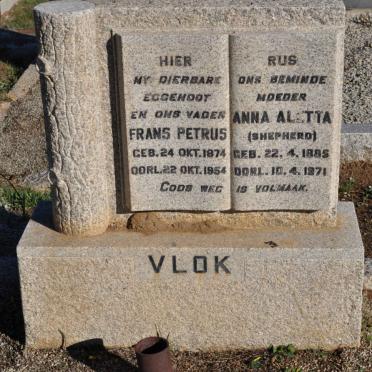 HIER
MY DIERBARE
EGGENOOT
EN ONS VADER
FRANS PETRUS
GEB. 24 OKT. 1874
OORL. 22 OKT. 1954
RUS
ONS BEMINDE
MOEDER
ANNA ALETTA
(SHEPHERD)
GEB. 22. 4. 1885
OORL. 10. 4. 1971
GODS WEG IS VOLMAAK.
VLOK